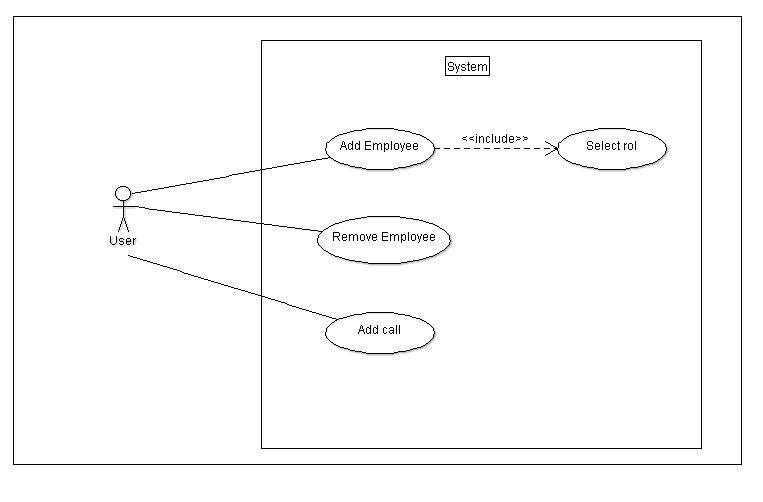 System
Add Employee
<<include>>
Select rol
User
Remove Employee
Add call